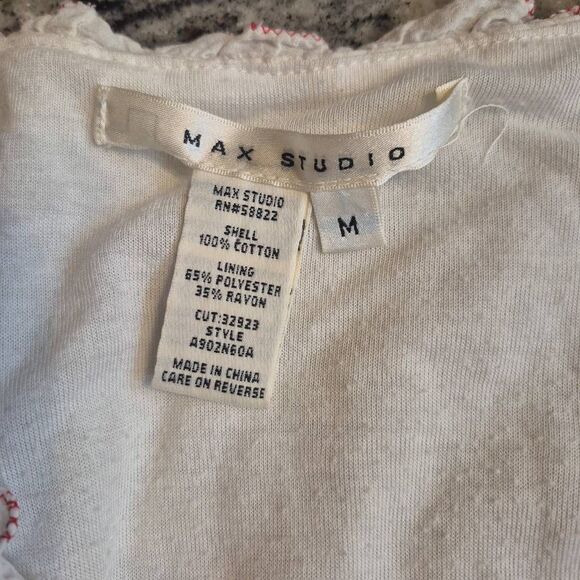 MAX STUDIO
M
MAX STUDIO
RN#58822
SHELL
100% COTTON
LINING
65% POLYESTER
35% RAYON
CUT:32923
STYLE
A902N60A
MADE IN CHINA
CARE ON REVERSE